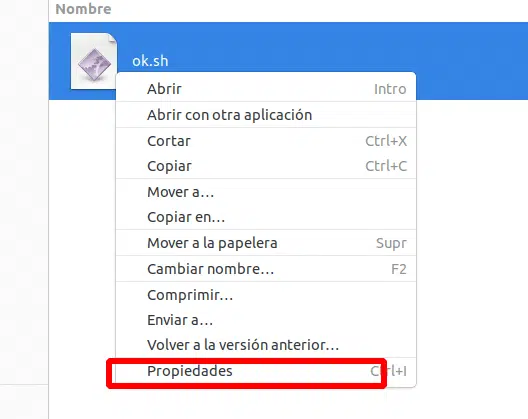 Nombre
ok.sh
Abrir Intro
Abrir con otra aplicación
Cortar Ctrl+X
Copiar Ctrl+C
Mover a...
Copiar en...
Mover a la papelera Supr
Cambiar nombre... F2
Comprimir...
Enviar a...
Volver a la versión anterior...
Propiedades Ctrl+I